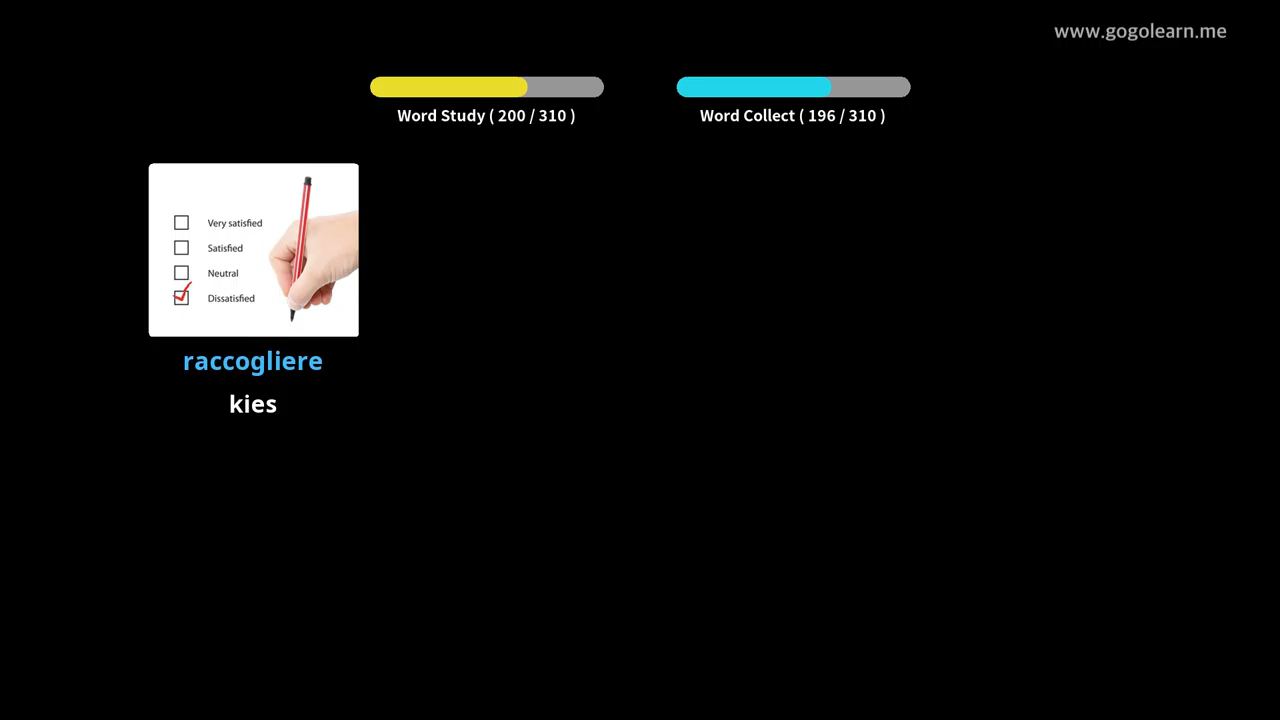 www.gogolearn.me
Word Study ( 200 / 310 )
Word Collect ( 196 / 310 )
Very satisfied
Satisfied
Neutral
Dissatisfied
raccogliere
kies